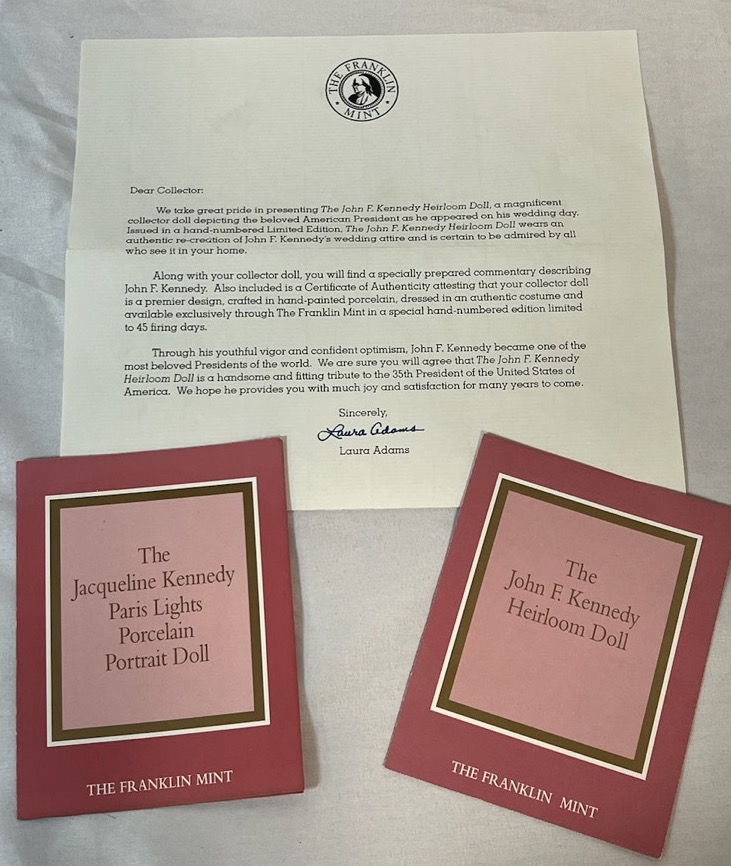 THE FRANKLIN MINT
Dear Collector:
We take great pride in presenting The John F. Kennedy Heirloom Doll, a magnificent
collector doll depicting the beloved American President as he appeared on his wedding day.
Issued in a hand-numbered Limited Edition, The John F. Kennedy Heirloom Doll wears an
authentic re-creation of John F. Kennedy's wedding attire and is certain to be admired by all
who see it in your home.
Along with your collector doll, you will find a specially prepared commentary describing
John F. Kennedy. Also included is a Certificate of Authenticity attesting that your collector doll
is a premier design, crafted in hand-painted porcelain, dressed in an authentic costume and
available exclusively through The Franklin Mint in a special hand-numbered edition limited
to 45 firing days.
Through his youthful vigor and confident optimism, John F. Kennedy became one of the
most beloved Presidents of the world. We are sure you will agree that The John F. Kennedy
Heirloom Doll is a handsome and fitting tribute to the 35th President of the United States of
America. We hope he provides you with much joy and satisfaction for many years to come.
Sincerely,
Laura Adams
Laura Adams
The
Jacqueline Kennedy
Paris Lights
Porcelain
Portrait Doll
THE FRANKLIN MINT
The
John F. Kennedy
Heirloom Doll
THE FRANKLIN MINT